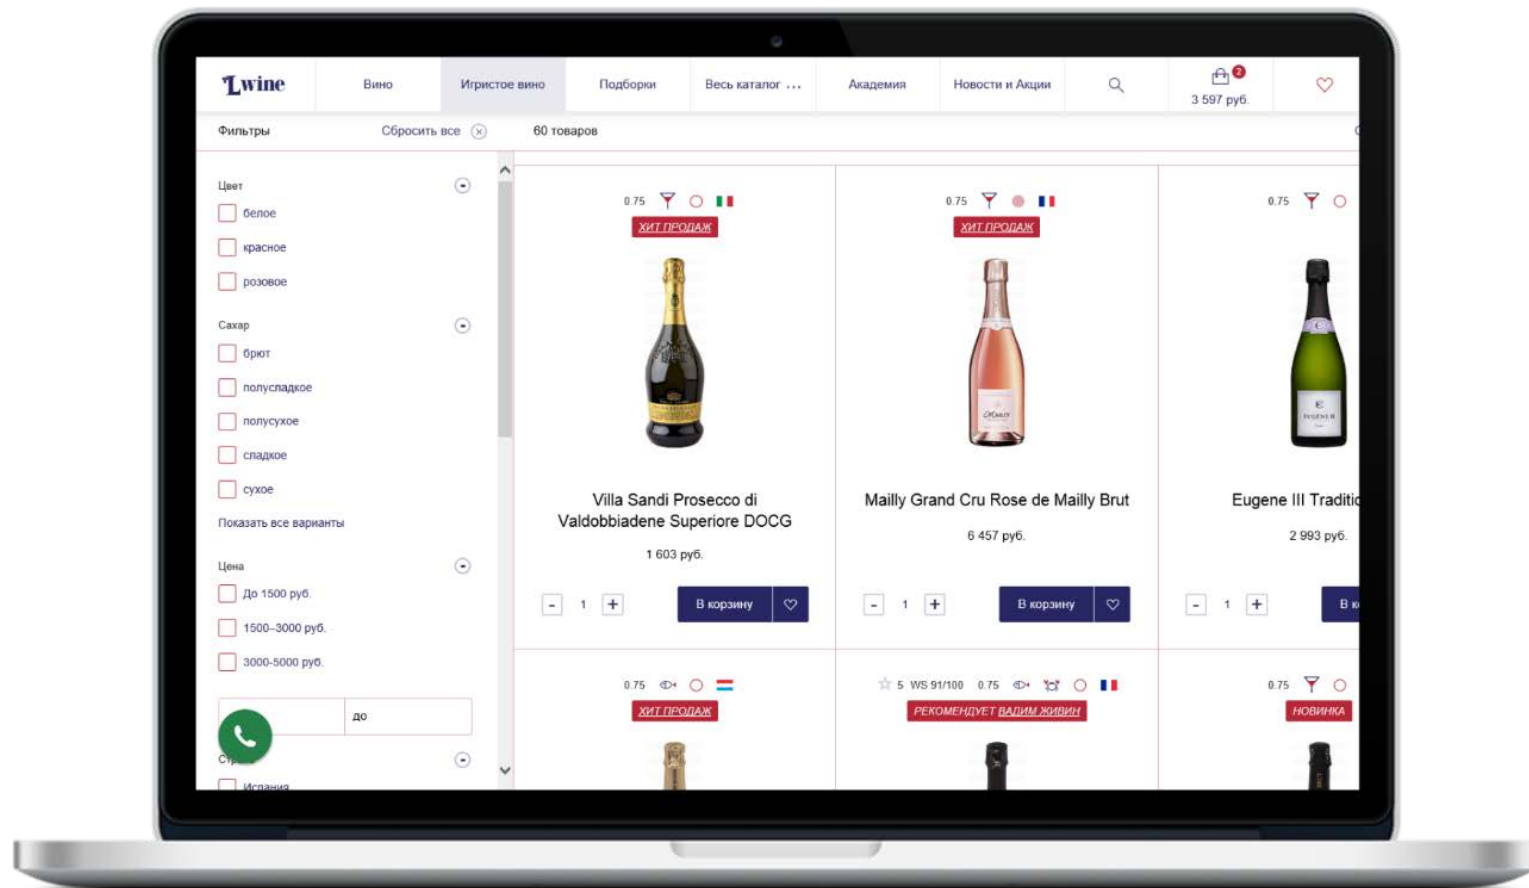 Lwine
Вино
Игристое вино
Подборки
Весь каталог ...
Академия
Новости и Акции
2
3 597 руб.
Фильтры
Сбросить все
60 товаров
Цвет
белое
красное
розовое
Сахар
брют
полусладкое
полусухое
сладкое
сухое
Показать все варианты
Цена
До 1500 руб.
1500–3000 руб.
3000-5000 руб.
до
Испания
0.75
ХИТ ПРОДАЖ
Villa Sandi Prosecco di
Valdobbiadene Superiore DOCG
1 603 руб.
- 1 +
В корзину
0.75
ХИТ ПРОДАЖ
MAILLY
Mailly Grand Cru Rose de Mailly Brut
6 457 руб.
- 1 +
В корзину
0.75
EUGENE III
Eugene III Traditio
2 993 руб.
- 1 +
В к
0.75
ХИТ ПРОДАЖ
5 WS 91/100 0.75
РЕКОМЕНДУЕТ ВАДИМ ЖИВИН
0.75
НОВИНКА